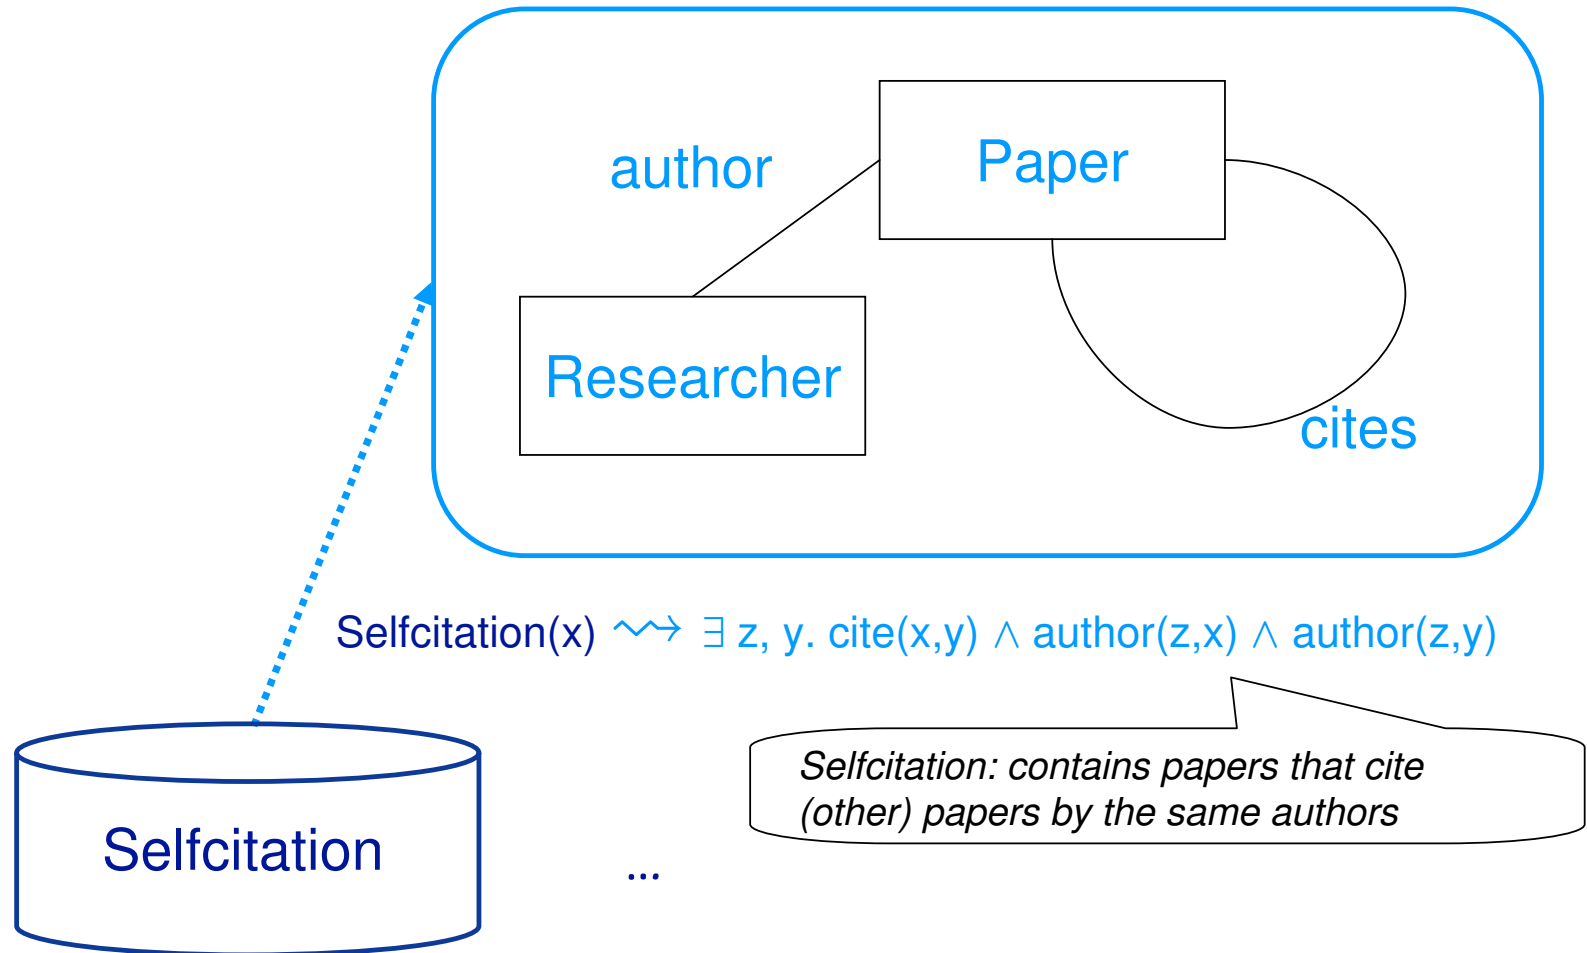 author
Paper
Researcher
cites
Selfcitation(x) ⤳ ∃ z, y. cite(x,y) ∧ author(z,x) ∧ author(z,y)
Selfcitation: contains papers that cite
(other) papers by the same authors
Selfcitation
...